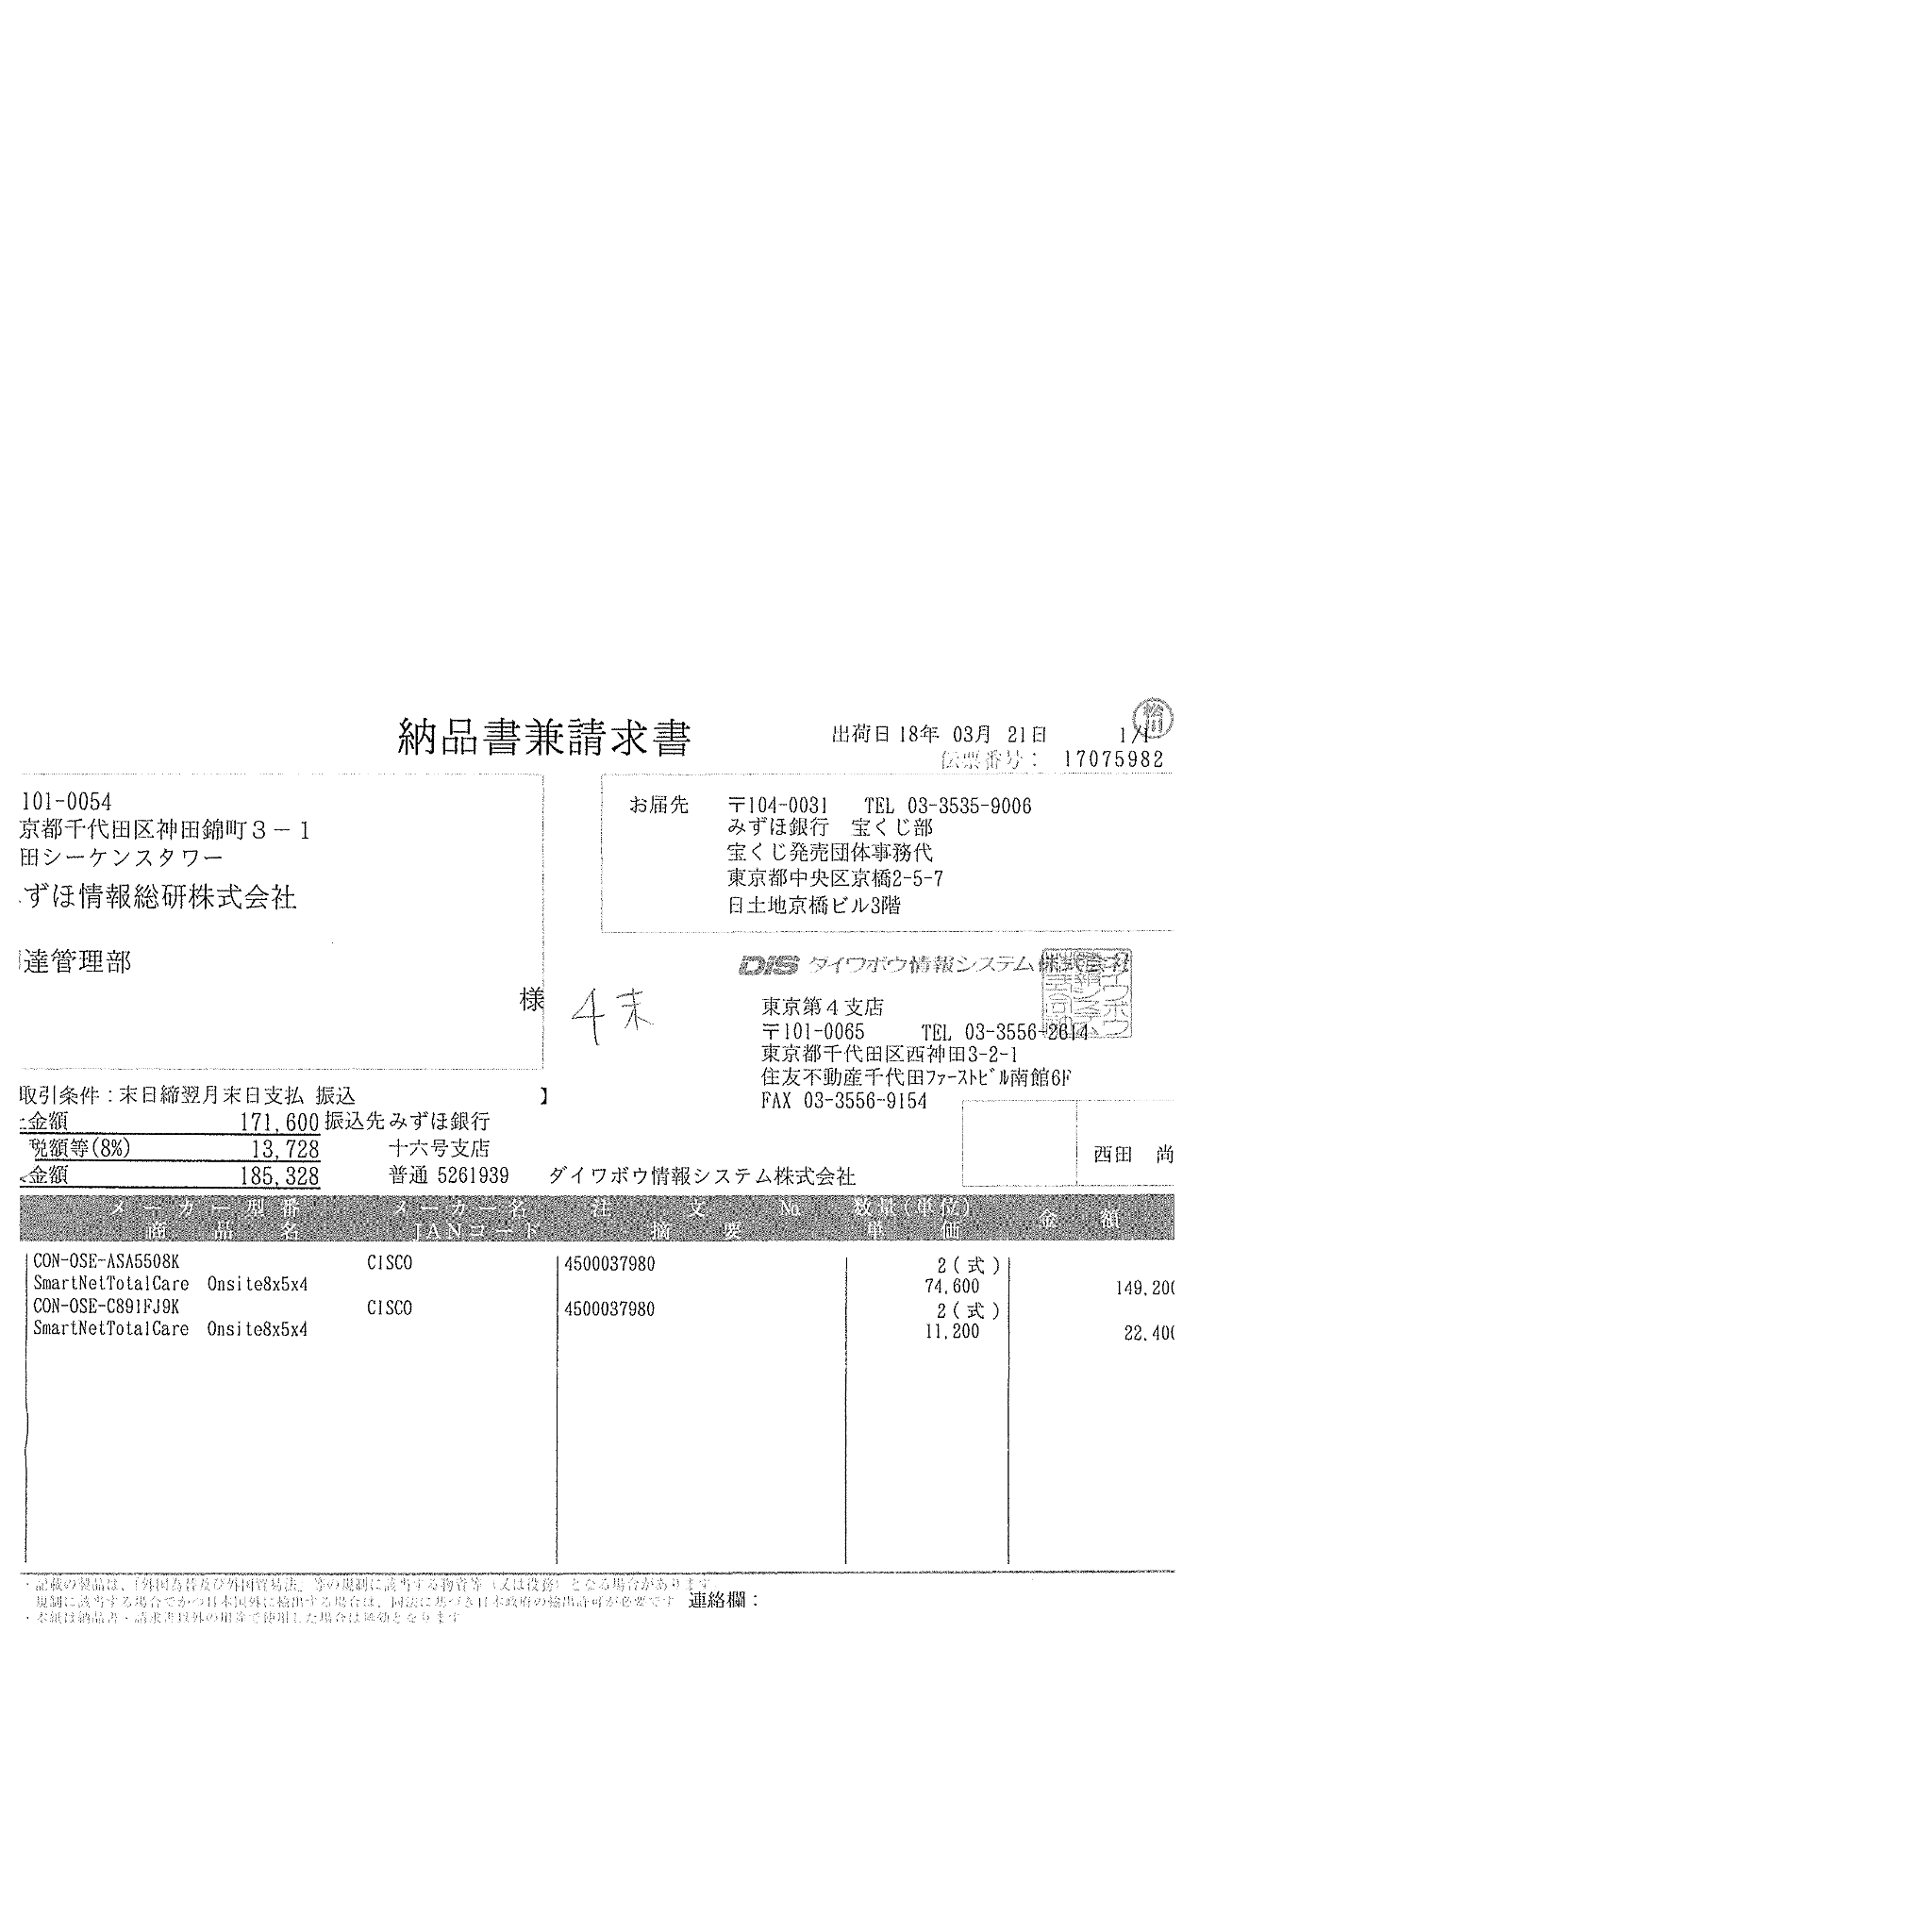 納品書兼請求書
出荷日 18年 03月 21日 1/1
伝票番号： 17075982
101-0054
京都千代田区神田錦町３－１
田シーケンスタワー
ずほ情報総研株式会社
達管理部
様
4末
お届先 〒104-0031 TEL 03-3535-9006
みずほ銀行 宝くじ部
宝くじ発売団体事務代
東京都中央区京橋2-5-7
日土地京橋ビル3階
DIS ダイワボウ情報システム株式会社
東京第４支店
〒101-0065 TEL 03-3556-2614
東京都千代田区西神田3-2-1
住友不動産千代田ﾌｧｰｽﾄﾋﾞﾙ南館6F
FAX 03-3556-9154
西田 尚
取引条件：末日締翌月末日支払 振込 】
金額 171,600 振込先 みずほ銀行
税額等(8%) 13,728 十六号支店
金額 185,328 普通 5261939 ダイワボウ情報システム株式会社
メーカー型番 メーカー名 注文No. 数量(単位) 金額
商品名 JANコード 摘要 単価
CON-OSE-ASA5508K CISCO 4500037980 2(式)
SmartNetTotalCare Onsite8x5x4 74,600 149,200
CON-OSE-C891FJ9K CISCO 4500037980 2(式)
SmartNetTotalCare Onsite8x5x4 11,200 22,400
・記載の製品は、「外国為替及び外国貿易法」等の規制に該当する物資等（又は役務）となる場合があります
規制に該当する場合でかつ日本国外に輸出する場合は、同法に基づき日本政府の輸出許可が必要です 連絡欄：
・本紙は納品書・請求書以外の用途で使用した場合は無効となります